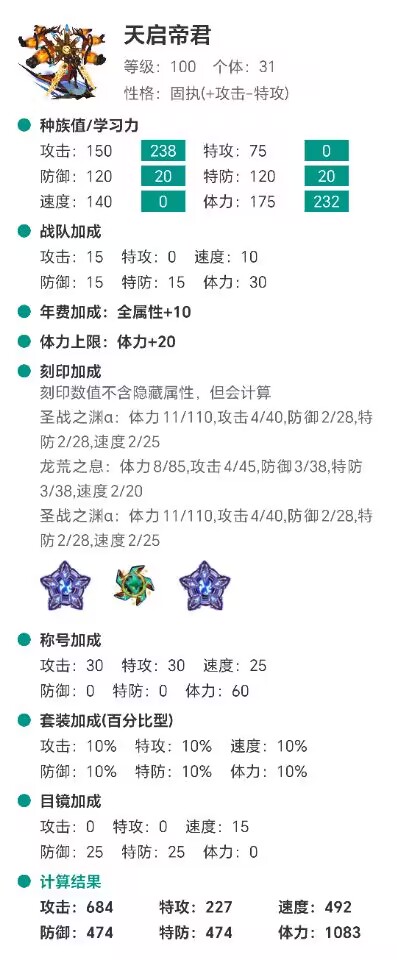 天启帝君
等级：100 个体：31
性格：固执(+攻击-特攻)
种族值/学习力
攻击：150 238 特攻：75 0
防御：120 20 特防：120 20
速度：140 0 体力：175 232
战队加成
攻击：15 特攻：0 速度：10
防御：15 特防：15 体力：30
年费加成：全属性+10
体力上限：体力+20
刻印加成
刻印数值不含隐藏属性，但会计算
圣战之渊α：体力11/110,攻击4/40,防御2/28,特
防2/28,速度2/25
龙荒之息：体力8/85,攻击4/45,防御3/38,特防
3/38,速度2/20
圣战之渊α：体力11/110,攻击4/40,防御2/28,特
防2/28,速度2/25
称号加成
攻击：30 特攻：30 速度：25
防御：0 特防：0 体力：60
套装加成(百分比型)
攻击：10% 特攻：10% 速度：10%
防御：10% 特防：10% 体力：10%
目镜加成
攻击：0 特攻：0 速度：15
防御：25 特防：25 体力：0
计算结果
攻击：684 特攻：227 速度：492
防御：474 特防：474 体力：1083